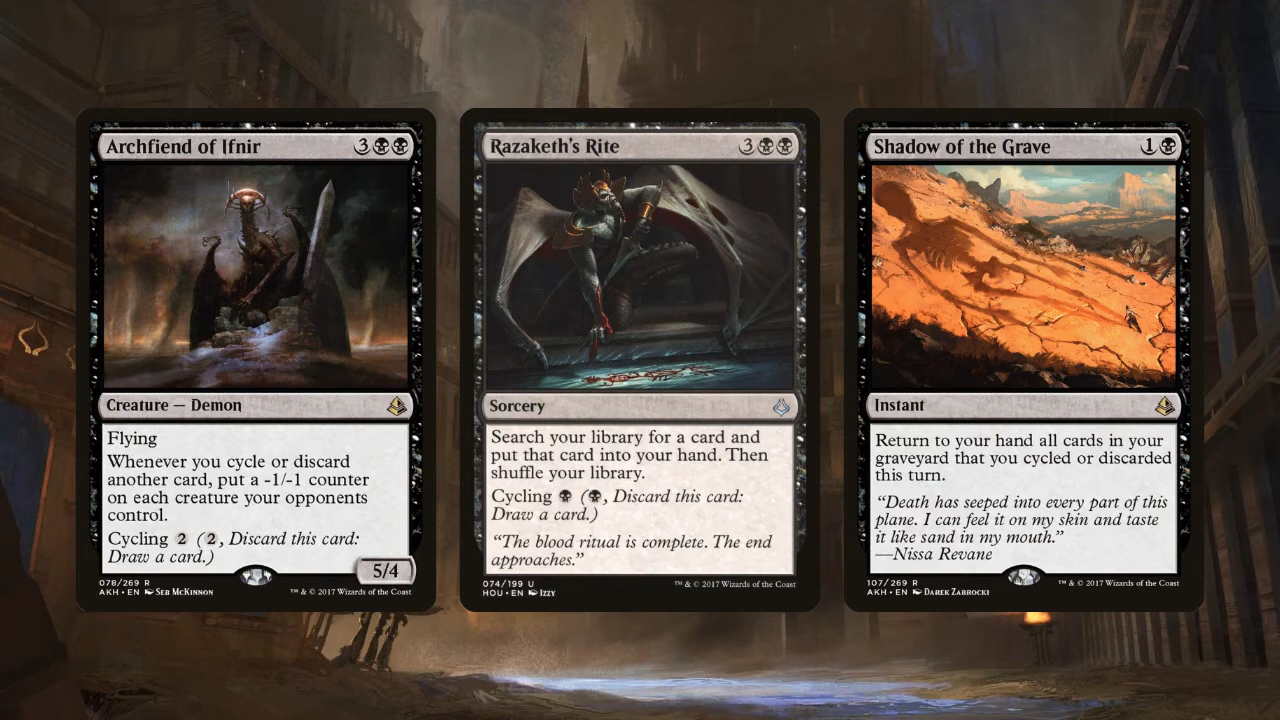 Archfiend of Ifnir 3
Creature — Demon
Flying
Whenever you cycle or discard
another card, put a -1/-1 counter
on each creature your opponents
control.
Cycling 2 (2, Discard this card:
Draw a card.)
5/4
078/269 R
AKH • EN Seb McKinnon
™ & © 2017 Wizards of the Coast
Razaketh's Rite 3
Sorcery
Search your library for a card and
put that card into your hand. Then
shuffle your library.
Cycling ( , Discard this card:
Draw a card.)
“The blood ritual is complete. The end
approaches.”
074/199 U
HOU • EN Izzy
™ & © 2017 Wizards of the Coast
Shadow of the Grave 1
Instant
Return to your hand all cards in your
graveyard that you cycled or discarded
this turn.
“Death has seeped into every part of this
plane. I can feel it on my skin and taste
it like sand in my mouth.”
—Nissa Revane
107/269 R
AKH • EN Darek Zabrocki
™ & © 2017 Wizards of the Coast